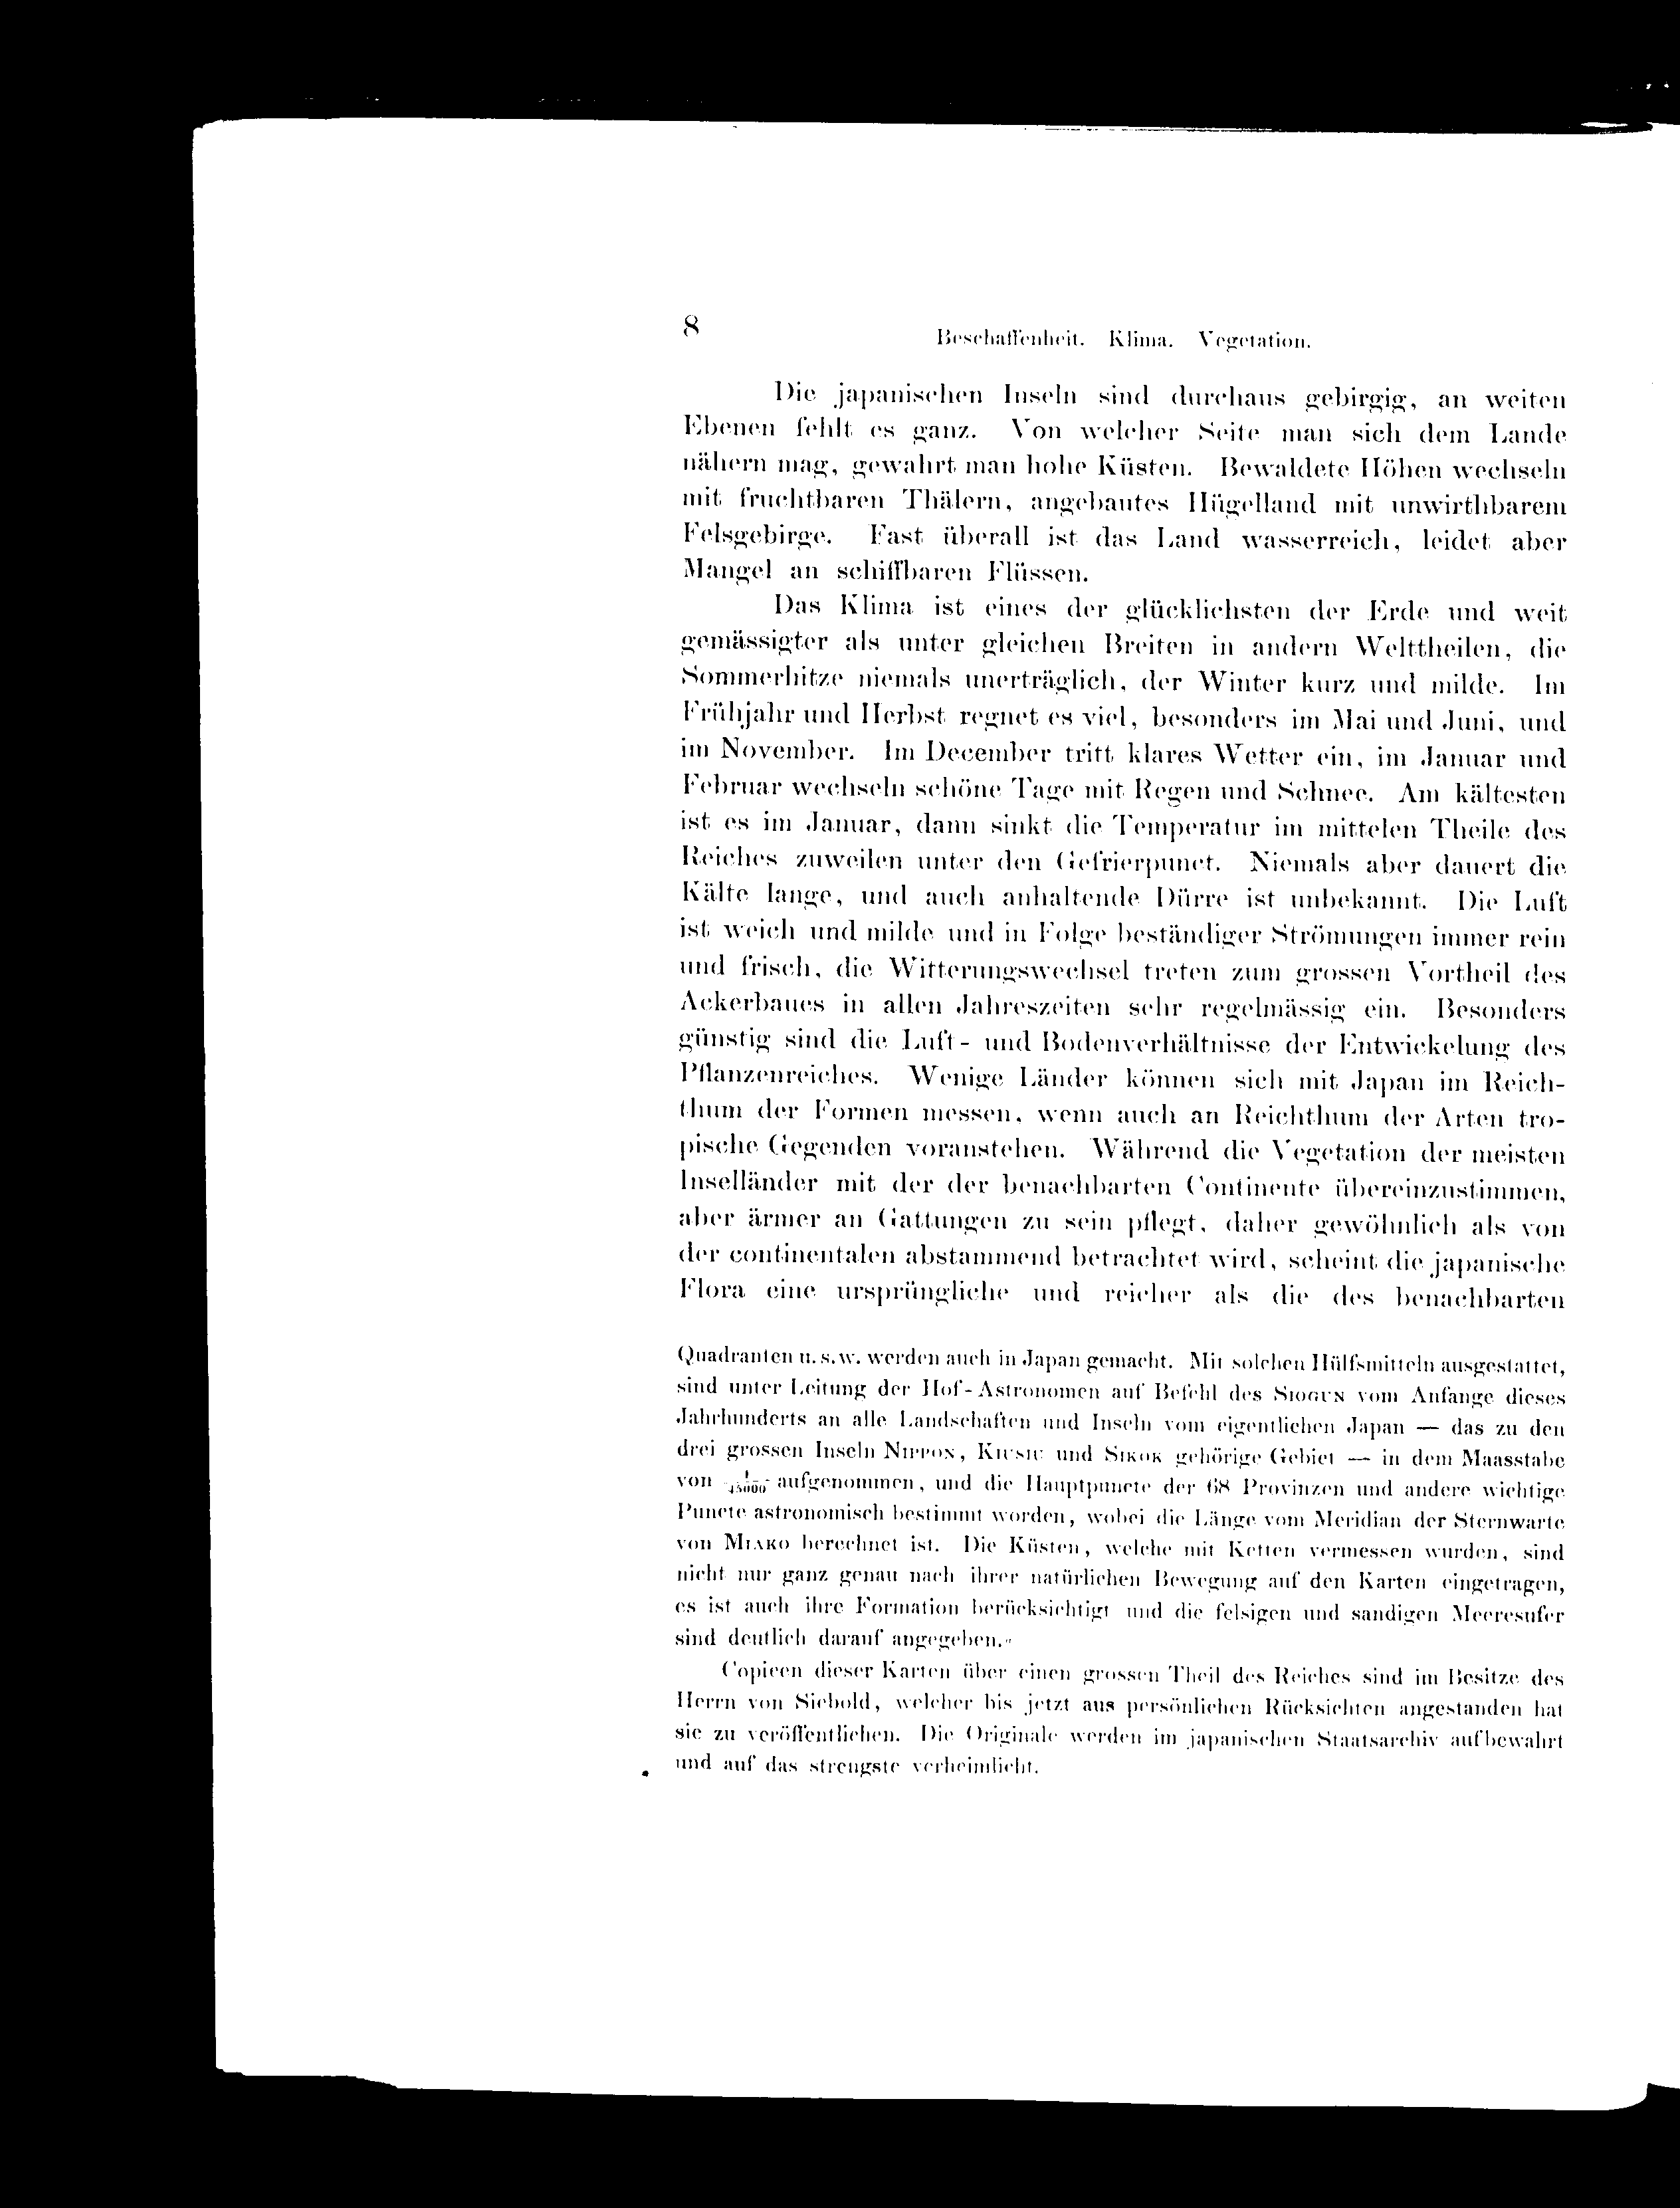 8
Beschaffenheit. Klima. Vegetation.
Die japanischen Inseln sind durchaus gebirgig, an weiten
Ebenen fehlt es ganz. Von welcher Seite man sich dem Lande
nähern mag, gewahrt man hohe Küsten. Bewaldete Höhen wechseln
mit fruchtbaren Thälern, angebautes Hügelland mit unwirthbarem
Felsgebirge. Fast überall ist das Land wasserreich, leidet aber
Mangel an schiffbaren Flüssen.
Das Klima ist eines der glücklichsten der Erde und weit
gemässigter als unter gleichen Breiten in andern Welttheilen, die
Sommerhitze niemals unerträglich, der Winter kurz und milde. Im
Frühjahr und Herbst regnet es viel, besonders im Mai und Juni, und
im November. Im December tritt klares Wetter ein, im Januar und
Februar wechseln schöne Tage mit Regen und Schnee. Am kältesten
ist es im Januar, dann sinkt die Temperatur im mittelen Theile des
Reiches zuweilen unter den Gefrierpunct. Niemals aber dauert die
Kälte lange, und auch anhaltende Dürre ist unbekannt. Die Luft
ist weich und milde und in Folge beständiger Strömungen immer rein
und frisch, die Witterungswechsel treten zum grossen Vortheil des
Ackerbaues in allen Jahreszeiten sehr regelmässig ein. Besonders
günstig sind die Luft- und Bodenverhältnisse der Entwickelung des
Pflanzenreiches. Wenige Länder können sich mit Japan im Reich-
thum der Formen messen, wenn auch an Reichthum der Arten tro-
pische Gegenden voranstehen. Während die Vegetation der meisten
Inselländer mit der der benachbarten Continente übereinzustimmen,
aber ärmer an Gattungen zu sein pflegt, daher gewöhnlich als von
der continentalen abstammend betrachtet wird, scheint die japanische
Flora eine ursprüngliche und reicher als die des benachbarten
Quadranten u. s. w. werden auch in Japan gemacht. Mit solchen Hülfsmitteln ausgestattet,
sind unter Leitung der Hof-Astronomen auf Befehl des Siogun vom Anfange dieses
Jahrhunderts an alle Landschaften und Inseln vom eigentlichen Japan — das zu den
drei grossen Inseln Nippon, Kiusiu und Sikok gehörige Gebiet — in dem Maasstabe
von 1/45000 aufgenommen, und die Hauptpuncte der 68 Provinzen und andere wichtige
Puncte astronomisch bestimmt worden, wobei die Länge vom Meridian der Sternwarte
von Miako berechnet ist. Die Küsten, welche mit Ketten vermessen wurden, sind
nicht nur ganz genau nach ihrer natürlichen Bewegung auf den Karten eingetragen,
es ist auch ihre Formation berücksichtigt und die felsigen und sandigen Meeresufer
sind deutlich darauf angegeben.«
Copieen dieser Karten über einen grossen Theil des Reiches sind im Besitze des
Herrn von Siebold, welcher bis jetzt aus persönlichen Rücksichten angestanden hat
sie zu veröffentlichen. Die Originale werden im japanischen Staatsarchiv aufbewahrt
und auf das strengste verheimlicht.